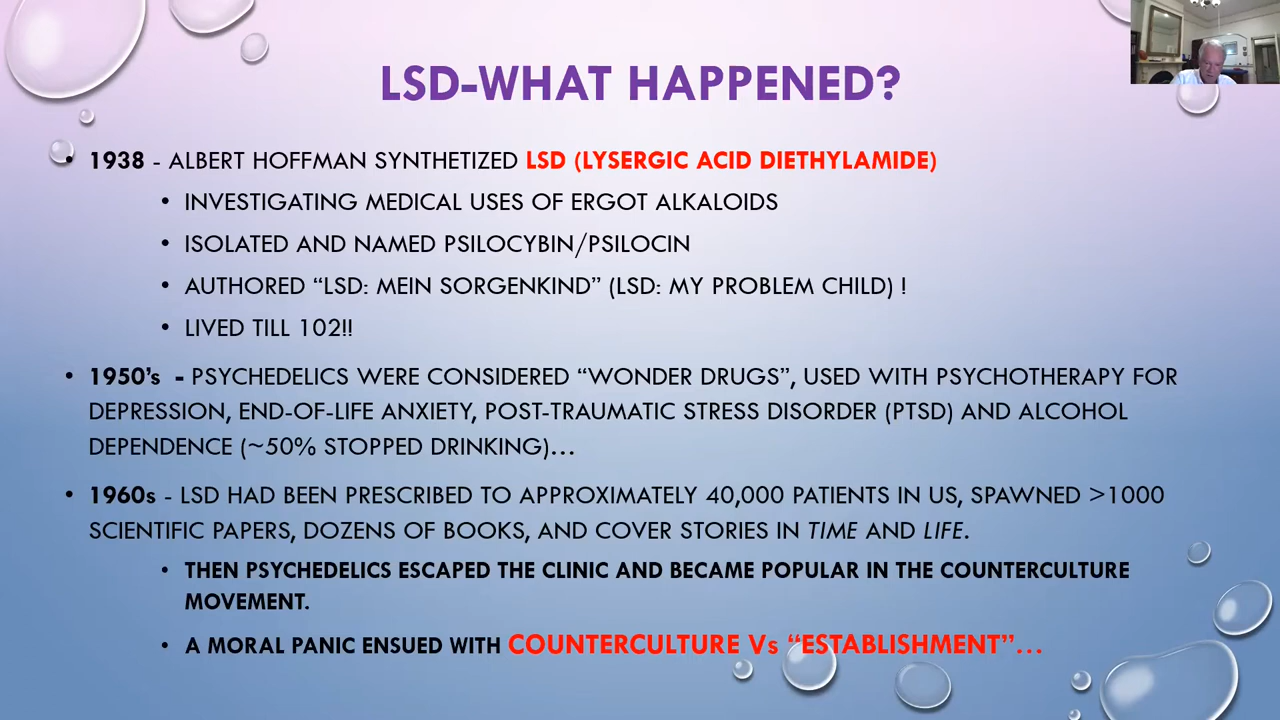 LSD-WHAT HAPPENED?
• 1938 - ALBERT HOFFMAN SYNTHETIZED LSD (LYSERGIC ACID DIETHYLAMIDE)
• INVESTIGATING MEDICAL USES OF ERGOT ALKALOIDS
• ISOLATED AND NAMED PSILOCYBIN/PSILOCIN
• AUTHORED “LSD: MEIN SORGENKIND” (LSD: MY PROBLEM CHILD) !
• LIVED TILL 102!!
• 1950’s - PSYCHEDELICS WERE CONSIDERED “WONDER DRUGS”, USED WITH PSYCHOTHERAPY FOR
DEPRESSION, END-OF-LIFE ANXIETY, POST-TRAUMATIC STRESS DISORDER (PTSD) AND ALCOHOL
DEPENDENCE (~50% STOPPED DRINKING)…
• 1960s - LSD HAD BEEN PRESCRIBED TO APPROXIMATELY 40,000 PATIENTS IN US, SPAWNED >1000
SCIENTIFIC PAPERS, DOZENS OF BOOKS, AND COVER STORIES IN TIME AND LIFE.
• THEN PSYCHEDELICS ESCAPED THE CLINIC AND BECAME POPULAR IN THE COUNTERCULTURE
MOVEMENT.
• A MORAL PANIC ENSUED WITH COUNTERCULTURE Vs “ESTABLISHMENT”…